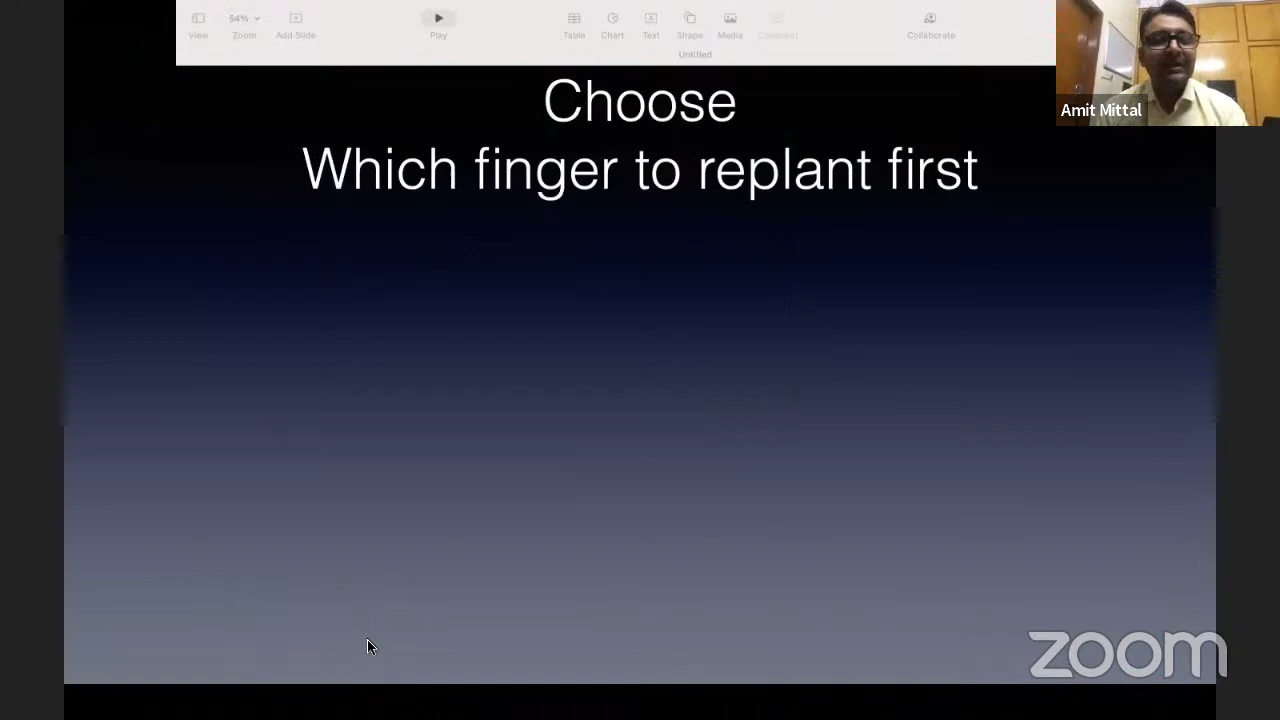 54%
View
Zoom
Add Slide
Play
Table
Chart
Text
Shape
Media
Comment
Collaborate
Untitled
Amit Mittal
Choose
Which finger to replant first
zoom